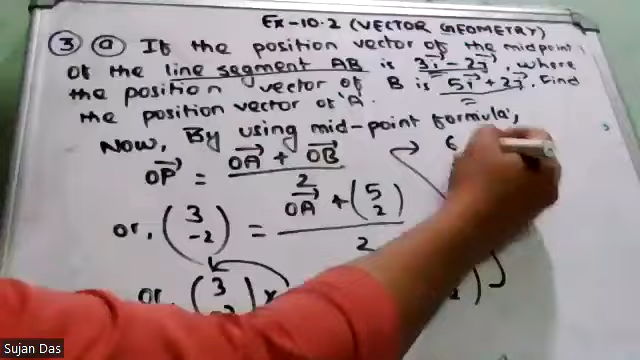 Ex-10.2 (VECTOR GEOMETRY)
③ ⓐ If the position vector of the midpoint
of the line segment AB is 3i⃗ - 2j⃗, where
the position vector of B is 5i⃗ + 2j⃗. Find
the position vector of 'A'.
Now, By using mid-point formula,
OP⃗ = (OA⃗ + OB⃗)/2
or, (3 -2) = (OA⃗ + (5 2))/2
or, (3
6
Sujan Das